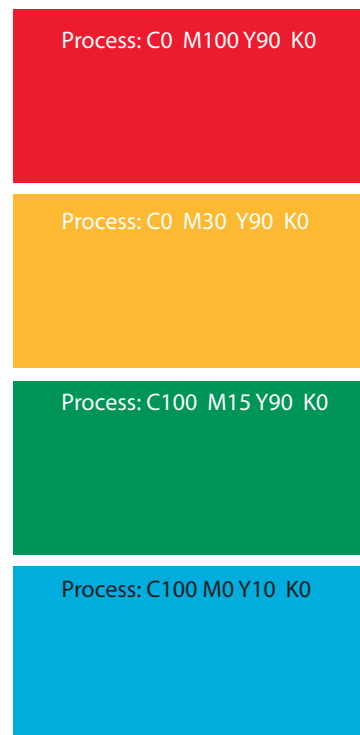 Process: C0 M100 Y90 K0
Process: C0 M30 Y90 K0
Process: C100 M15 Y90 K0
Process: C100 M0 Y10 K0